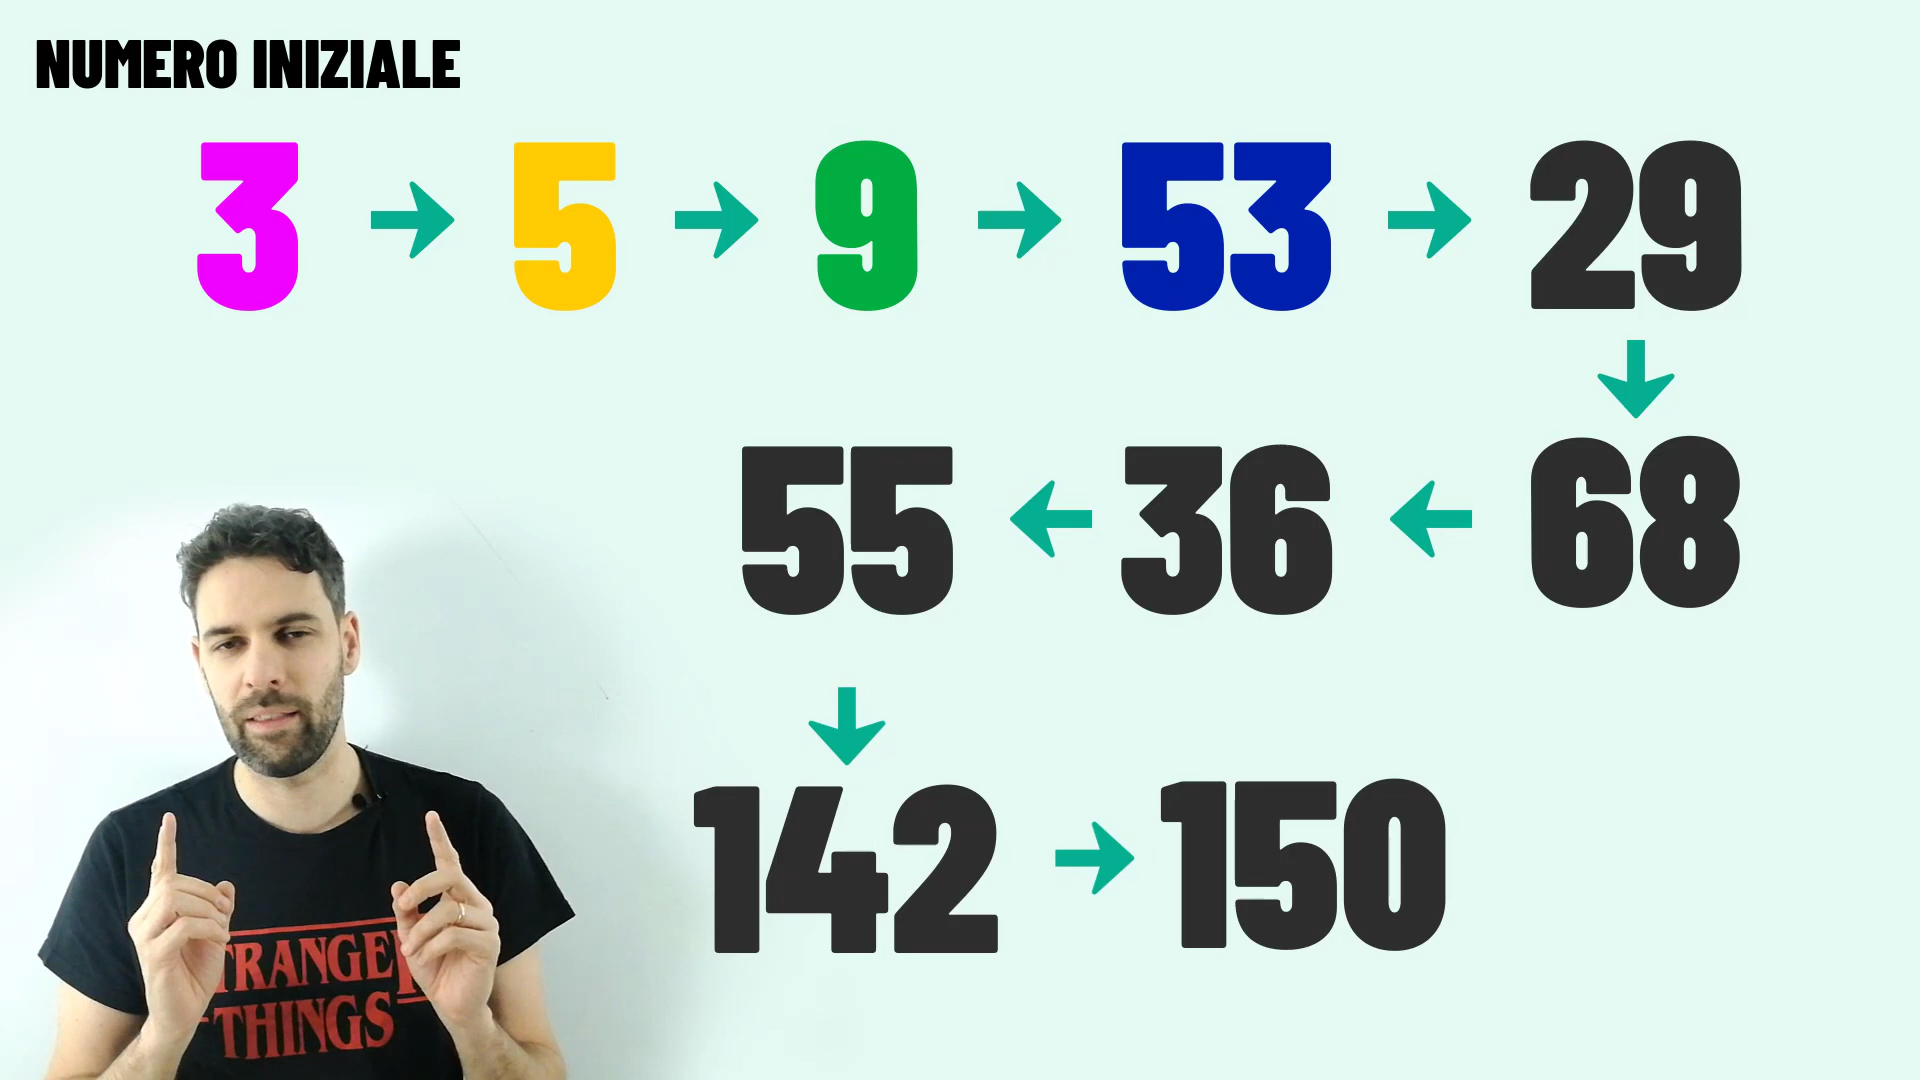 NUMERO INIZIALE
3 → 5 → 9 → 53 → 29
55 ← 36 ← 68
142 → 150
TRANGE
THINGS